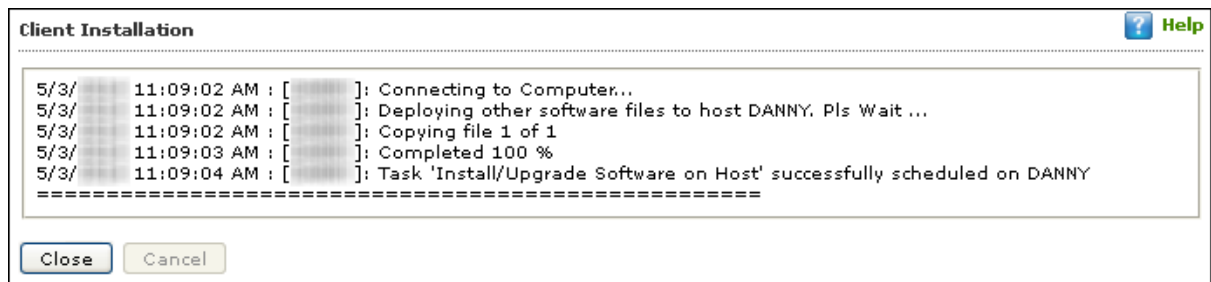 Client Installation
? Help
5/3/ 11:09:02 AM : [ ]: Connecting to Computer...
5/3/ 11:09:02 AM : [ ]: Deploying other software files to host DANNY. Pls Wait ...
5/3/ 11:09:02 AM : [ ]: Copying file 1 of 1
5/3/ 11:09:03 AM : [ ]: Completed 100 %
5/3/ 11:09:04 AM : [ ]: Task 'Install/Upgrade Software on Host' successfully scheduled on DANNY
====================================================
Close
Cancel